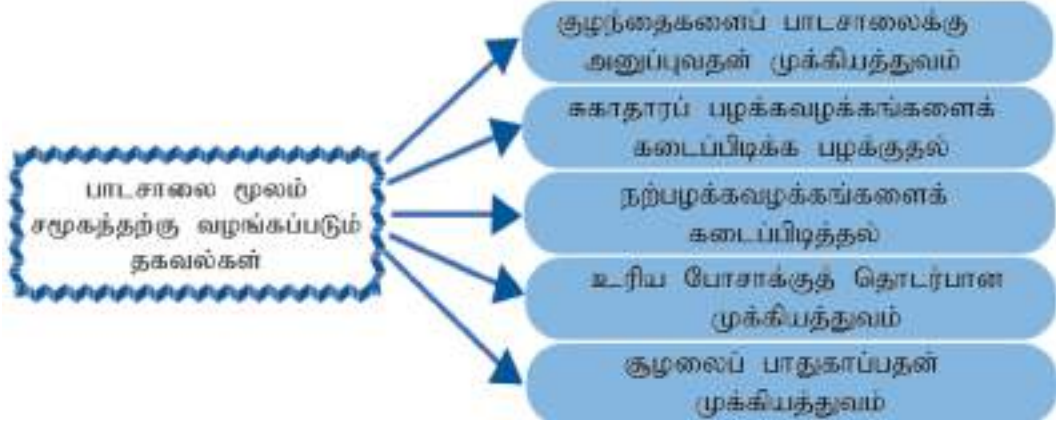 பாடசாலை மூலம்
சமூகத்தற்கு வழங்கப்படும்
தகவல்கள்
குழந்தைகளைப் பாடசாலைக்கு
அனுப்புவதன் முக்கியத்துவம்
சுகாதாரப் பழக்கவழக்கங்களைக்
கடைப்பிடிக்க பழக்குதல்
நற்பழக்கவழக்கங்களைக்
கடைப்பிடித்தல்
உரிய போசாக்குத் தொடர்பான
முக்கியத்துவம்
சூழலைப் பாதுகாப்பதன்
முக்கியத்துவம்